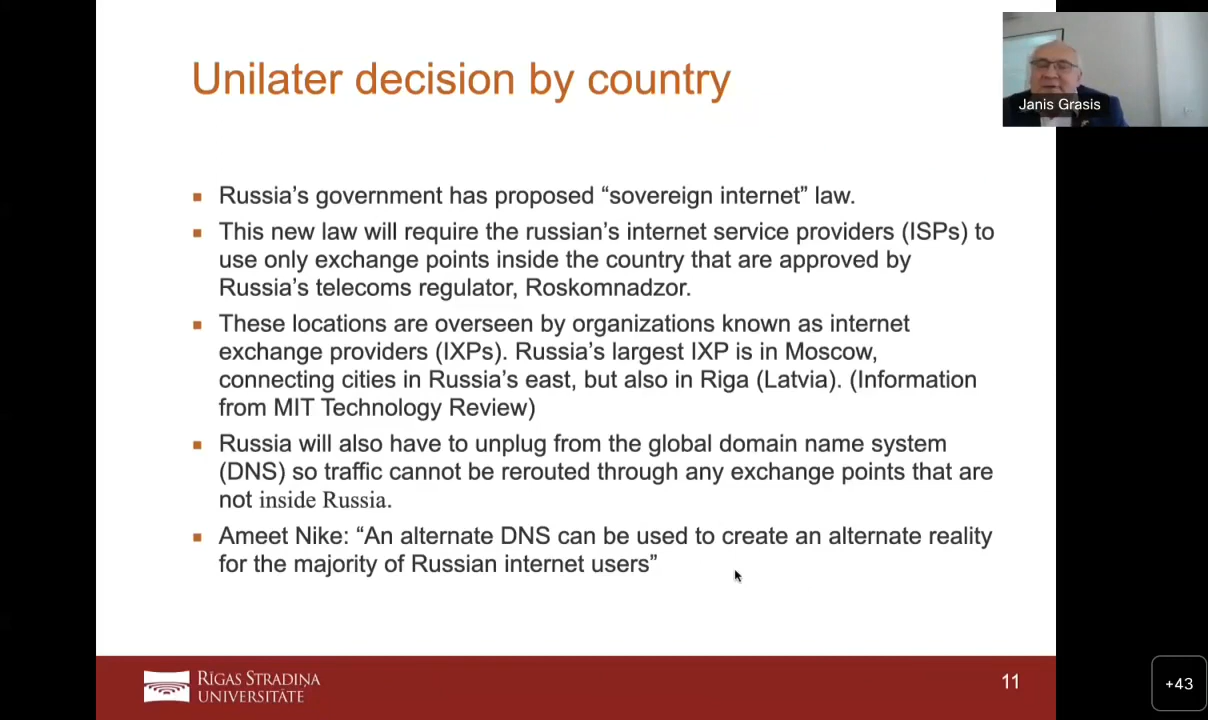 Unilater decision by country
Janis Grasis
▪ Russia’s government has proposed “sovereign internet” law.
▪ This new law will require the russian’s internet service providers (ISPs) to
use only exchange points inside the country that are approved by
Russia’s telecoms regulator, Roskomnadzor.
▪ These locations are overseen by organizations known as internet
exchange providers (IXPs). Russia’s largest IXP is in Moscow,
connecting cities in Russia’s east, but also in Riga (Latvia). (Information
from MIT Technology Review)
▪ Russia will also have to unplug from the global domain name system
(DNS) so traffic cannot be rerouted through any exchange points that are
not inside Russia.
▪ Ameet Nike: “An alternate DNS can be used to create an alternate reality
for the majority of Russian internet users”
RĪGAS STRADIŅA
UNIVERSITĀTE
11
+43